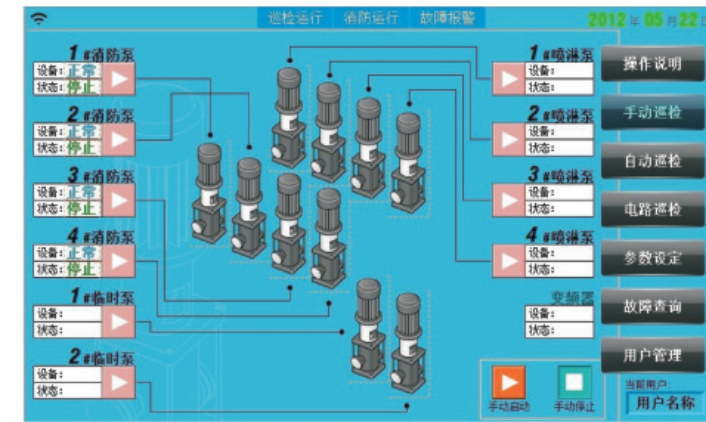 巡检运行 消防运行 故障报警 2012 年 05 月 22
1 #消防泵
设备: 正常
状态: 停止
2 #消防泵
设备: 正常
状态: 停止
3 #消防泵
设备: 正常
状态: 停止
4 #消防泵
设备: 正常
状态: 停止
1 #临时泵
设备:
状态:
2 #临时泵
设备:
状态:
1 #喷淋泵
设备:
状态:
2 #喷淋泵
设备:
状态:
3 #喷淋泵
设备:
状态:
4 #喷淋泵
设备:
状态:
变频器
设备:
状态:
手动启动 手动停止
操作说明
手动巡检
自动巡检
电路巡检
参数设定
故障查询
用户管理
当前用户:
用户名称